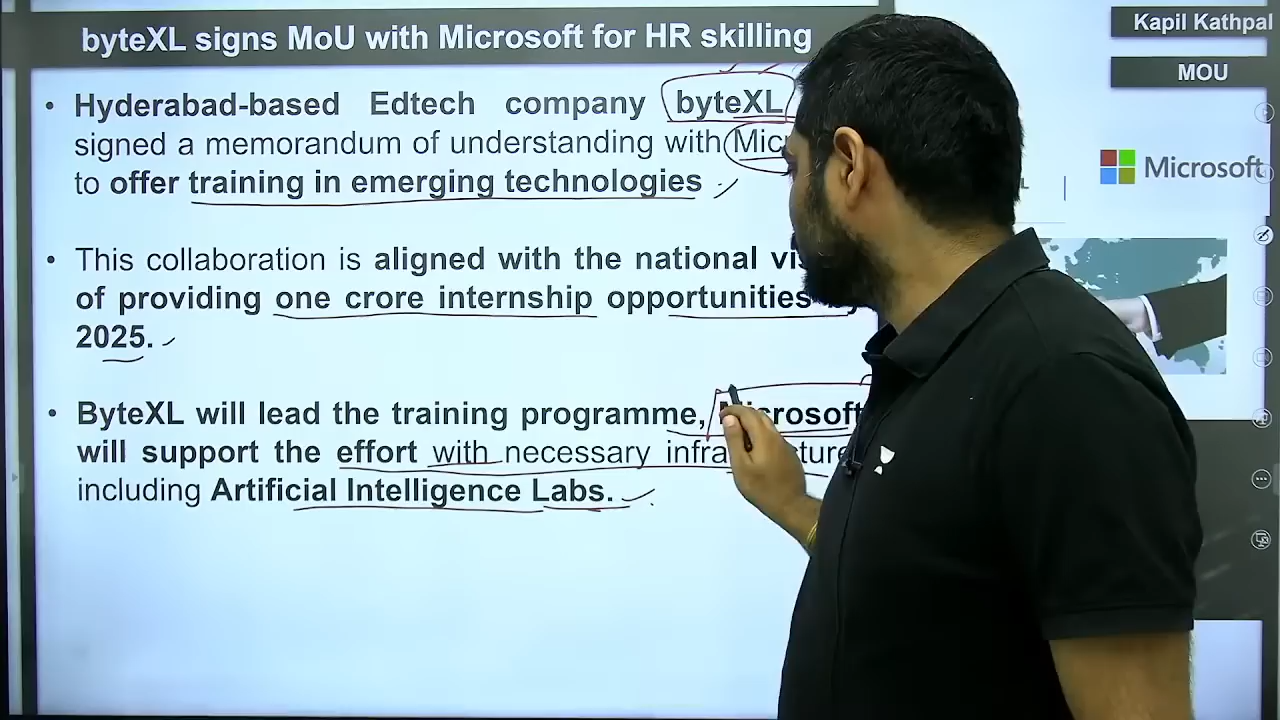 byteXL signs MoU with Microsoft for HR skilling
Kapil Kathpal
MOU
• Hyderabad-based Edtech company byteXL
signed a memorandum of understanding with
to offer training in emerging technologies
Microsoft
• This collaboration is aligned with the national
of providing one crore internship opportunities
2025.
• ByteXL will lead the training programme, Microsoft
will support the effort with necessary
including Artificial Intelligence Labs.